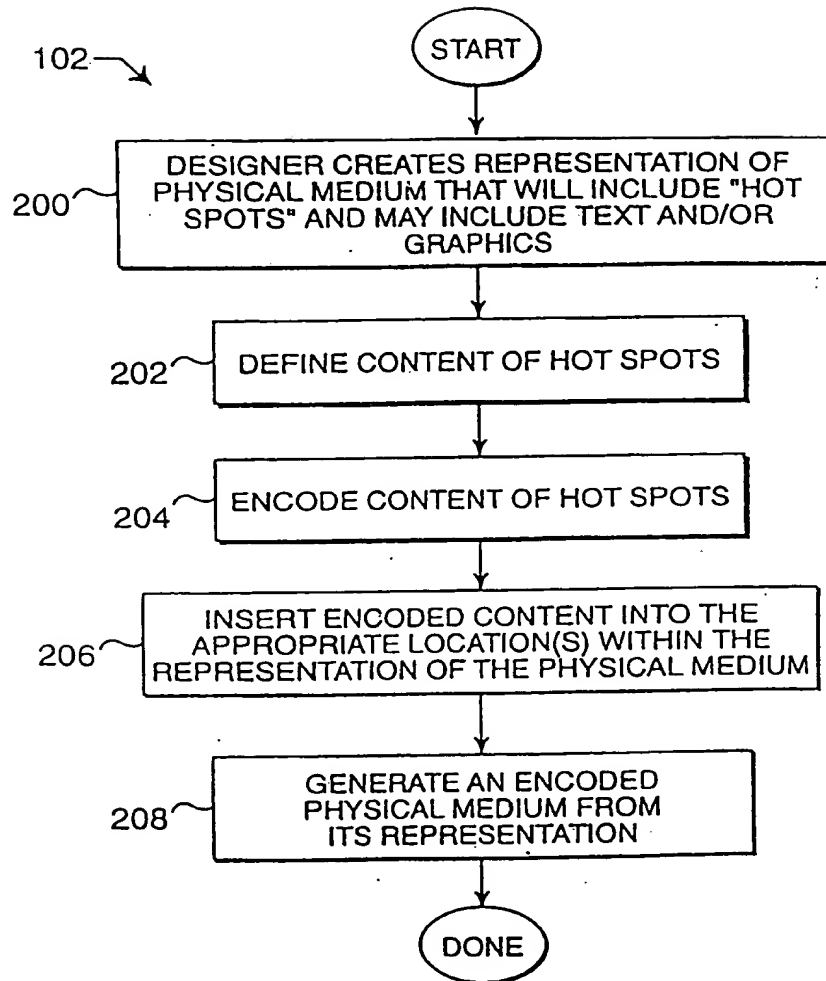 START
102
DESIGNER CREATES REPRESENTATION OF
PHYSICAL MEDIUM THAT WILL INCLUDE "HOT
SPOTS" AND MAY INCLUDE TEXT AND/OR
GRAPHICS
200
DEFINE CONTENT OF HOT SPOTS
202
ENCODE CONTENT OF HOT SPOTS
204
INSERT ENCODED CONTENT INTO THE
APPROPRIATE LOCATION(S) WITHIN THE
REPRESENTATION OF THE PHYSICAL MEDIUM
206
GENERATE AN ENCODED
PHYSICAL MEDIUM FROM
ITS REPRESENTATION
208
DONE